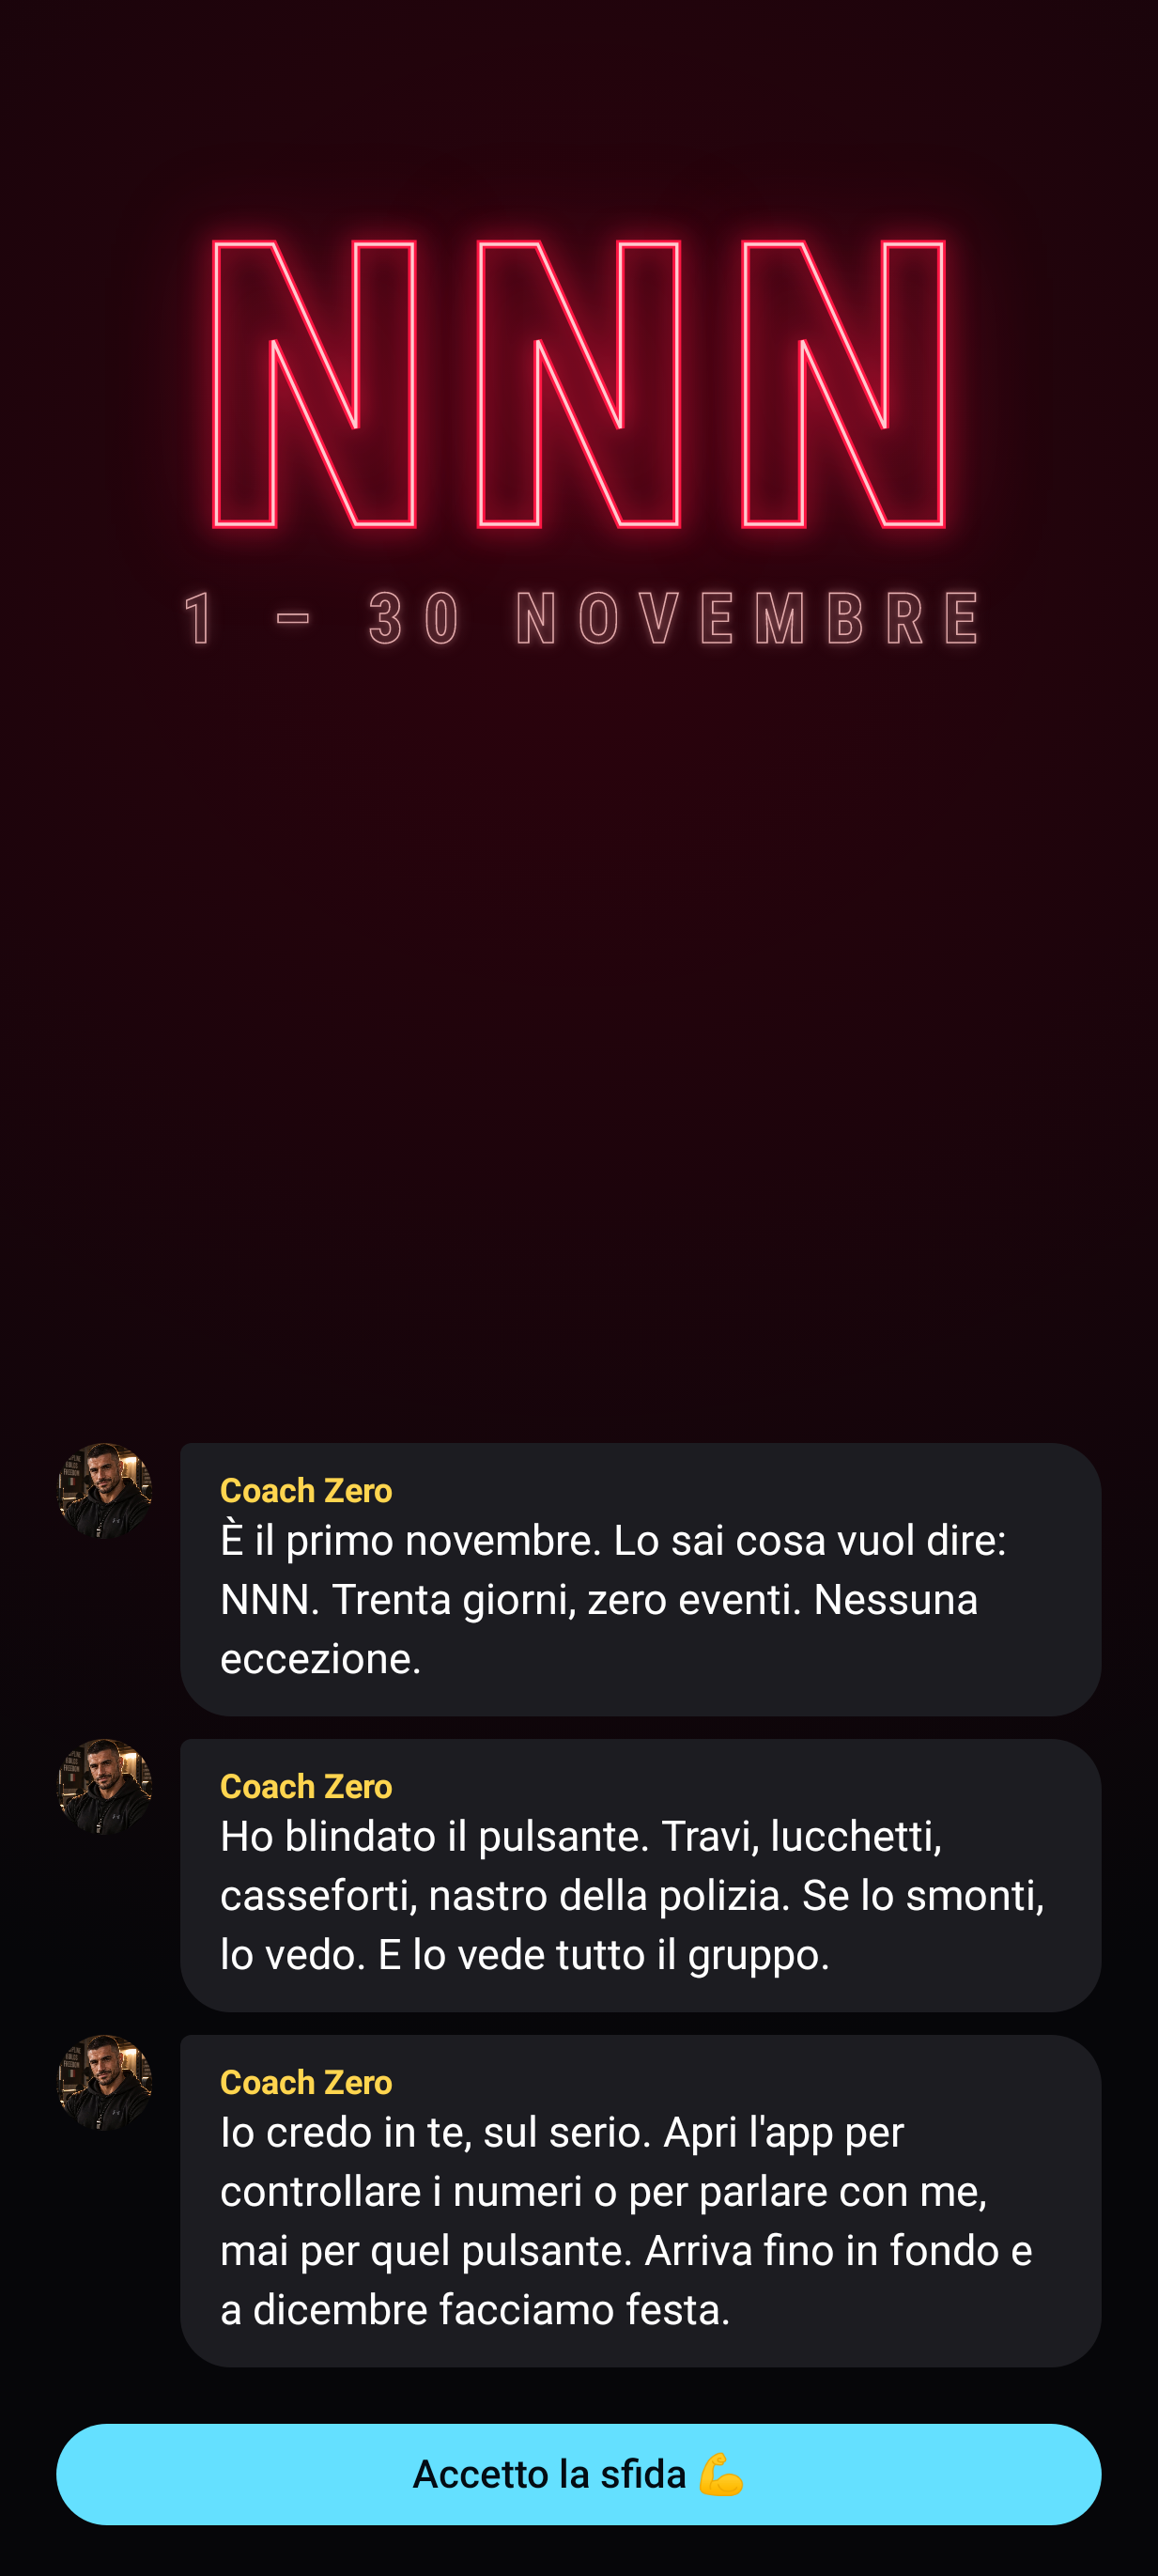 NNN
1 – 30 NOVEMBRE
Coach Zero
È il primo novembre. Lo sai cosa vuol dire:
NNN. Trenta giorni, zero eventi. Nessuna
eccezione.
Coach Zero
Ho blindato il pulsante. Travi, lucchetti,
casseforti, nastro della polizia. Se lo smonti,
lo vedo. E lo vede tutto il gruppo.
Coach Zero
Io credo in te, sul serio. Apri l'app per
controllare i numeri o per parlare con me,
mai per quel pulsante. Arriva fino in fondo e
a dicembre facciamo festa.
Accetto la sfida 💪